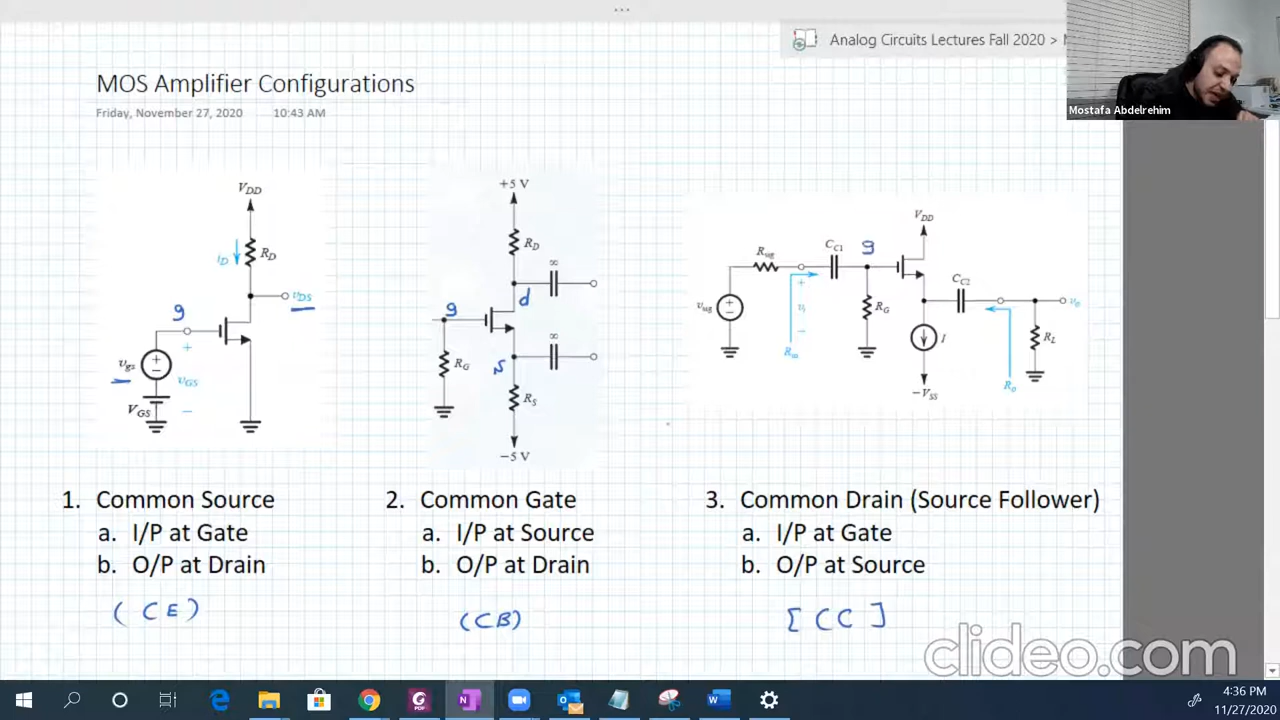 Analog Circuits Lectures Fall 2020 >
Mostafa Abdelrehim
MOS Amplifier Configurations
Friday, November 27, 2020 10:43 AM
VDD
iD
RD
vDS
g
vgs
vGS
VGS
+5 V
RD
∞
d
g
∞
RG
s
RS
−5 V
VDD
CC1
g
Rsig
CC2
vsig
vi
RG
I
vo
Rin
RL
Ro
−VSS
1. Common Source
a. I/P at Gate
b. O/P at Drain
(CE)
2. Common Gate
a. I/P at Source
b. O/P at Drain
(CB)
3. Common Drain (Source Follower)
a. I/P at Gate
b. O/P at Source
[CC]
clideo.com
4:36 PM
11/27/2020